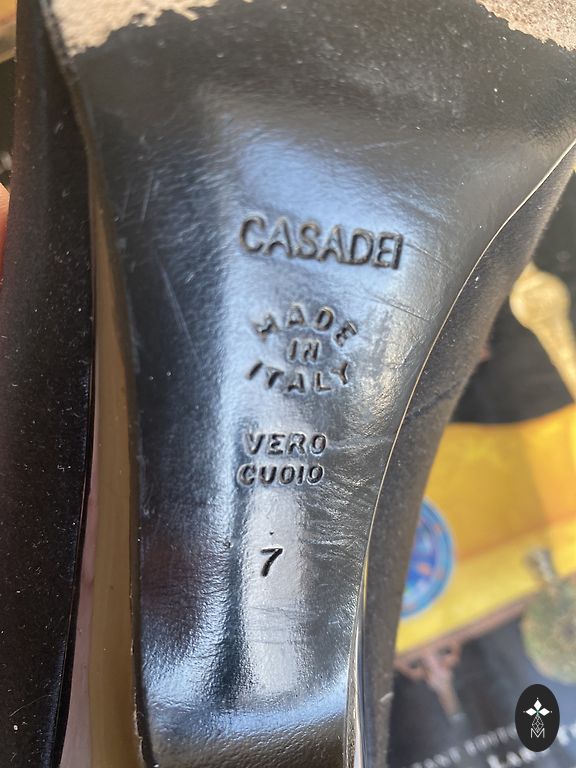 CASADEI
MADE
IN
ITALY
VERO
CUOIO
7
M